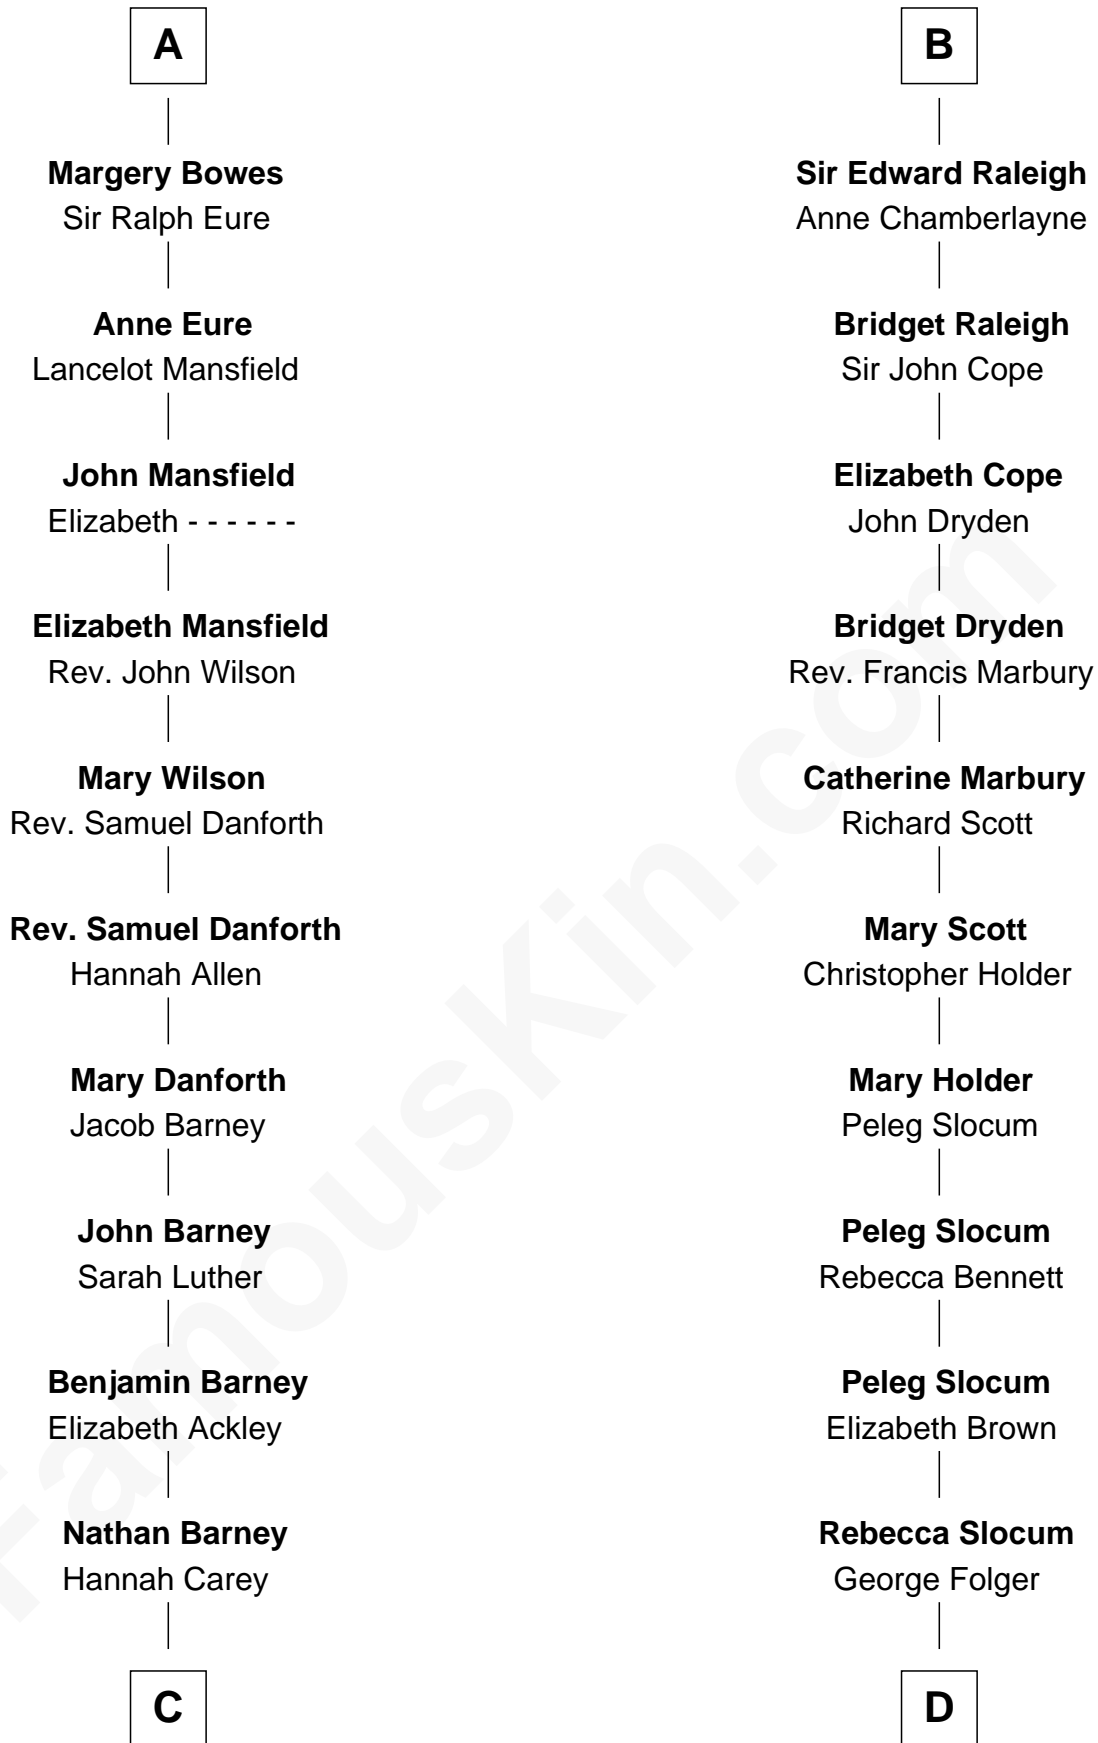 A
Margery Bowes
Sir Ralph Eure
Anne Eure
Lancelot Mansfield
John Mansfield
Elizabeth - - - - - -
Elizabeth Mansfield
Rev. John Wilson
Mary Wilson
Rev. Samuel Danforth
Rev. Samuel Danforth
Hannah Allen
Mary Danforth
Jacob Barney
John Barney
Sarah Luther
Benjamin Barney
Elizabeth Ackley
Nathan Barney
Hannah Carey
C
B
Sir Edward Raleigh
Anne Chamberlayne
Bridget Raleigh
Sir John Cope
Elizabeth Cope
John Dryden
Bridget Dryden
Rev. Francis Marbury
Catherine Marbury
Richard Scott
Mary Scott
Christopher Holder
Mary Holder
Peleg Slocum
Peleg Slocum
Rebecca Bennett
Peleg Slocum
Elizabeth Brown
Rebecca Slocum
George Folger
D
FamousKin.com